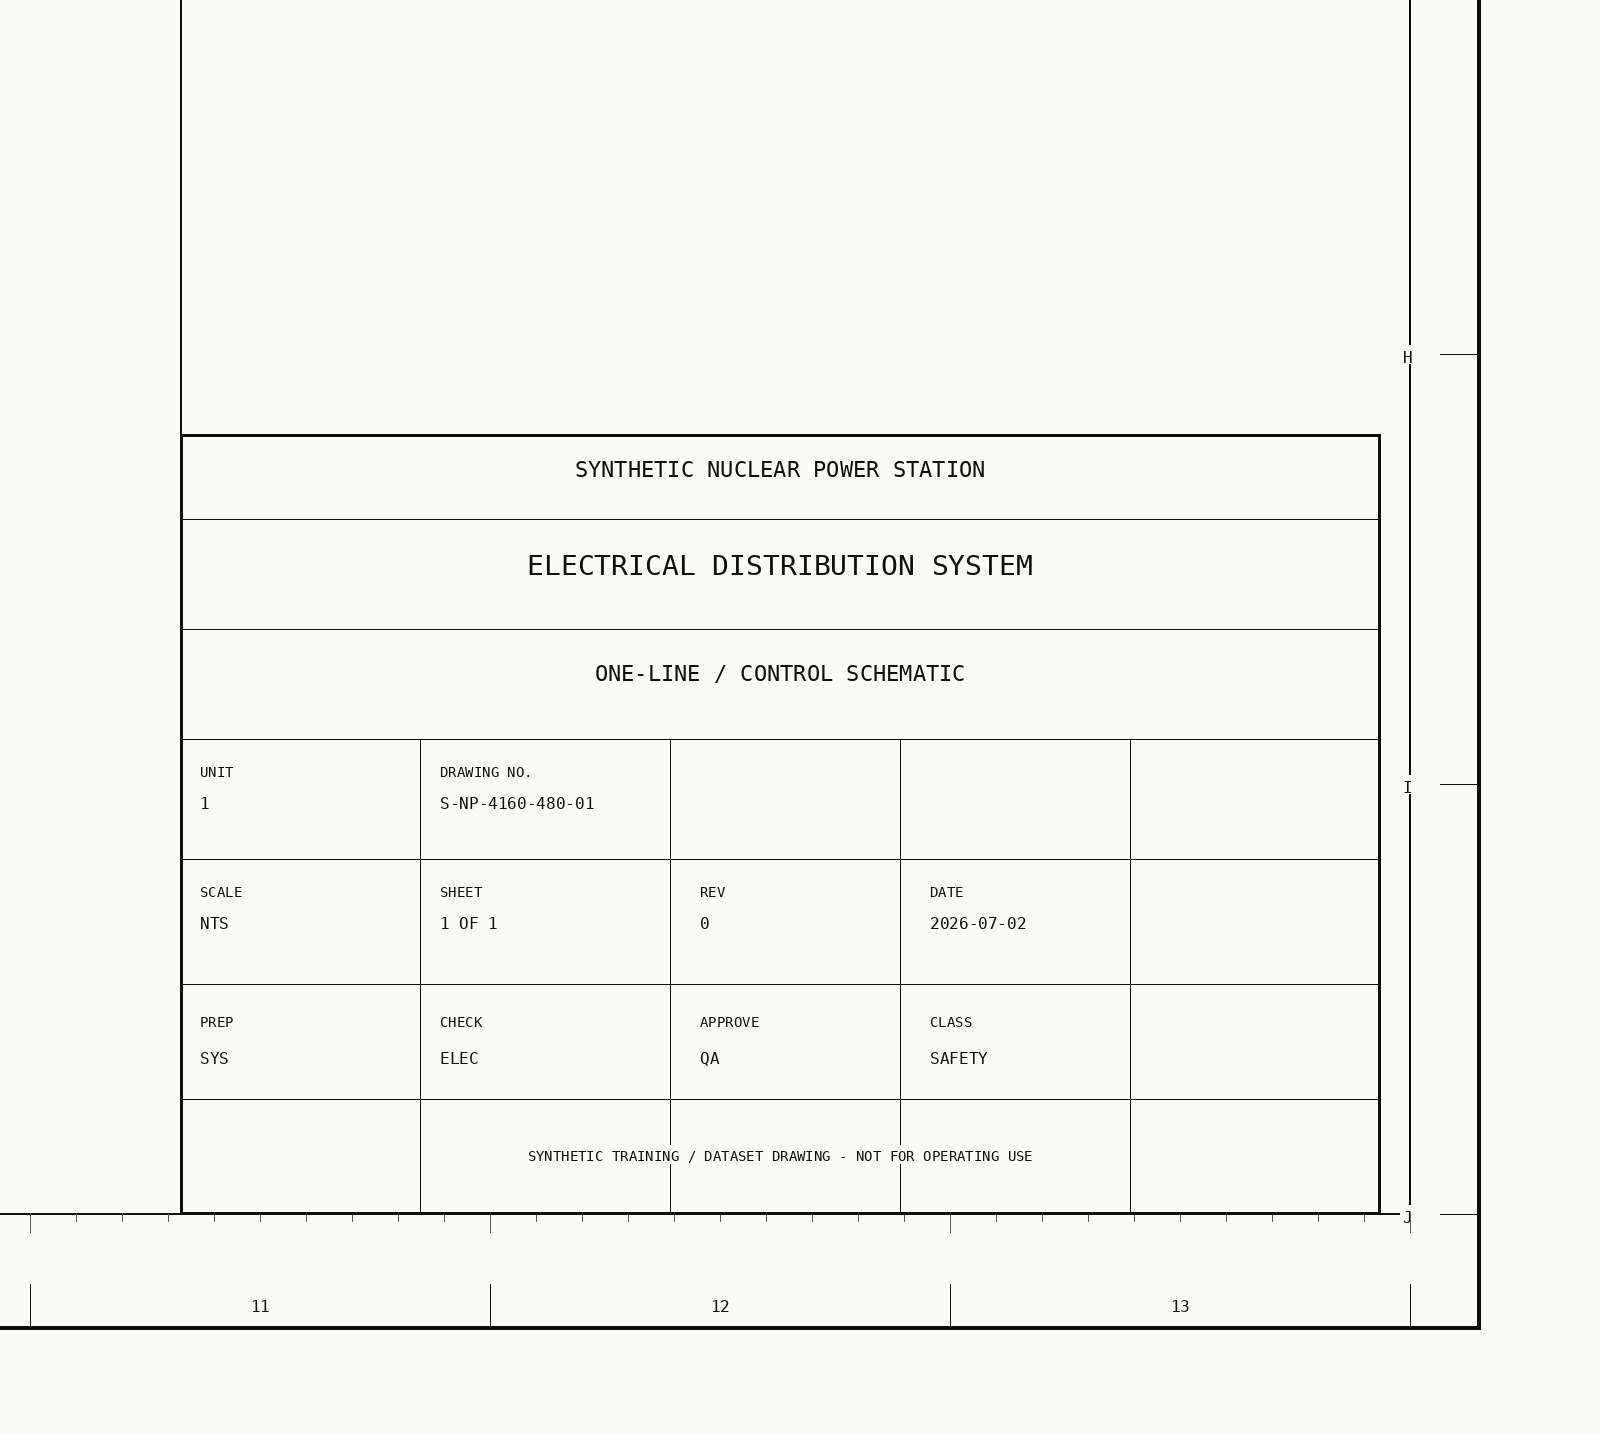 H
SYNTHETIC NUCLEAR POWER STATION
ELECTRICAL DISTRIBUTION SYSTEM
ONE-LINE / CONTROL SCHEMATIC
UNIT
1
DRAWING NO.
S-NP-4160-480-01
I
SCALE
NTS
SHEET
1 OF 1
REV
0
DATE
2026-07-02
PREP
SYS
CHECK
ELEC
APPROVE
QA
CLASS
SAFETY
SYNTHETIC TRAINING / DATASET DRAWING - NOT FOR OPERATING USE
J
11
12
13